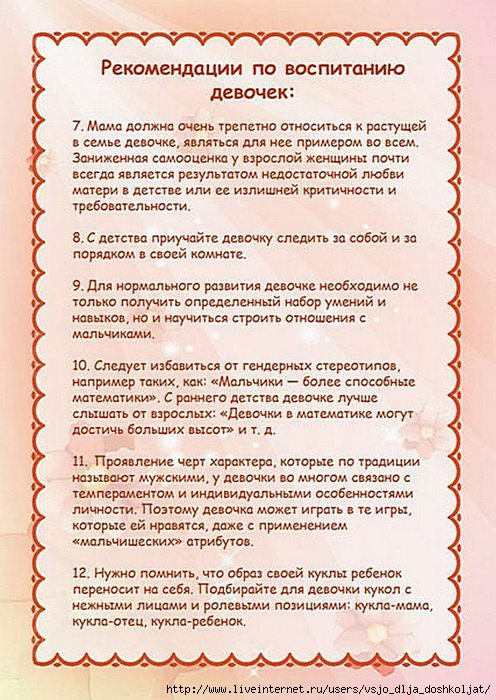 Рекомендации по воспитанию
девочек:
7. Мама должна очень трепетно относиться к растущей
в семье девочке, являться для нее примером во всем.
Заниженная самооценка у взрослой женщины почти
всегда является результатом недостаточной любви
матери в детстве или ее излишней критичности и
требовательности.
8. С детства приучайте девочку следить за собой и за
порядком в своей комнате.
9. Для нормального развития девочке необходимо не
только получить определенный набор умений и
навыков, но и научиться строить отношения с
мальчиками.
10. Следует избавиться от гендерных стереотипов,
например таких, как: «Мальчики — более способные
математики». С раннего детства девочке лучше
слышать от взрослых: «Девочки в математике могут
достичь больших высот» и т. д.
11. Проявление черт характера, которые по традиции
называют мужскими, у девочки во многом связано с
темпераментом и индивидуальными особенностями
личности. Поэтому девочка может играть в те игры,
которые ей нравятся, даже с применением
«мальчишеских» атрибутов.
12. Нужно помнить, что образ своей куклы ребенок
переносит на себя. Подбирайте для девочки кукол с
нежными лицами и ролевыми позициями: кукла-мама,
кукла-отец, кукла-ребенок.
http://www.liveinternet.ru/users/vsjo_dlja_doshkoljat/